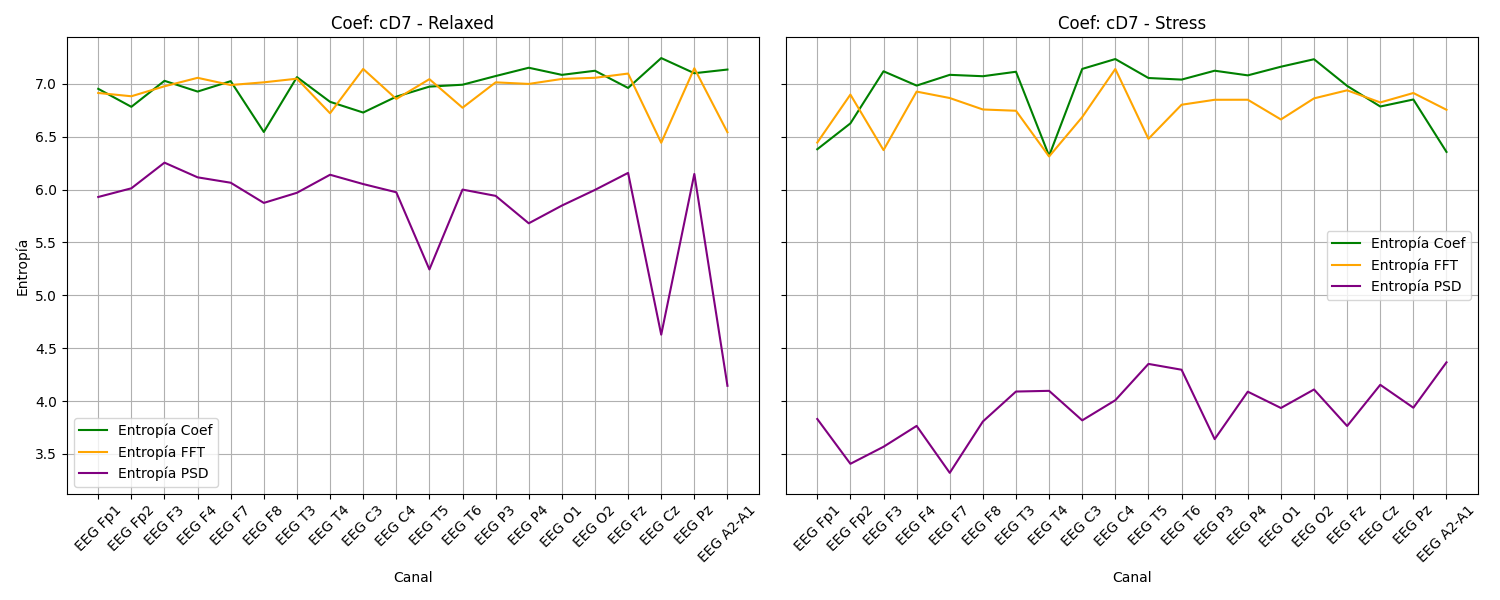 Coef: cD7 - Relaxed
Entropía
7.0
6.5
6.0
5.5
5.0
4.5
4.0
3.5
Entropía Coef
Entropía FFT
Entropía PSD
EEG Fp1
EEG Fp2
EEG F3
EEG F4
EEG F7
EEG F8
EEG T3
EEG T4
EEG C3
EEG C4
EEG T5
EEG T6
EEG P3
EEG P4
EEG O1
EEG O2
EEG Fz
EEG Cz
EEG Pz
EEG A2-A1
Canal
Coef: cD7 - Stress
Entropía Coef
Entropía FFT
Entropía PSD
EEG Fp1
EEG Fp2
EEG F3
EEG F4
EEG F7
EEG F8
EEG T3
EEG T4
EEG C3
EEG C4
EEG T5
EEG T6
EEG P3
EEG P4
EEG O1
EEG O2
EEG Fz
EEG Cz
EEG Pz
EEG A2-A1
Canal